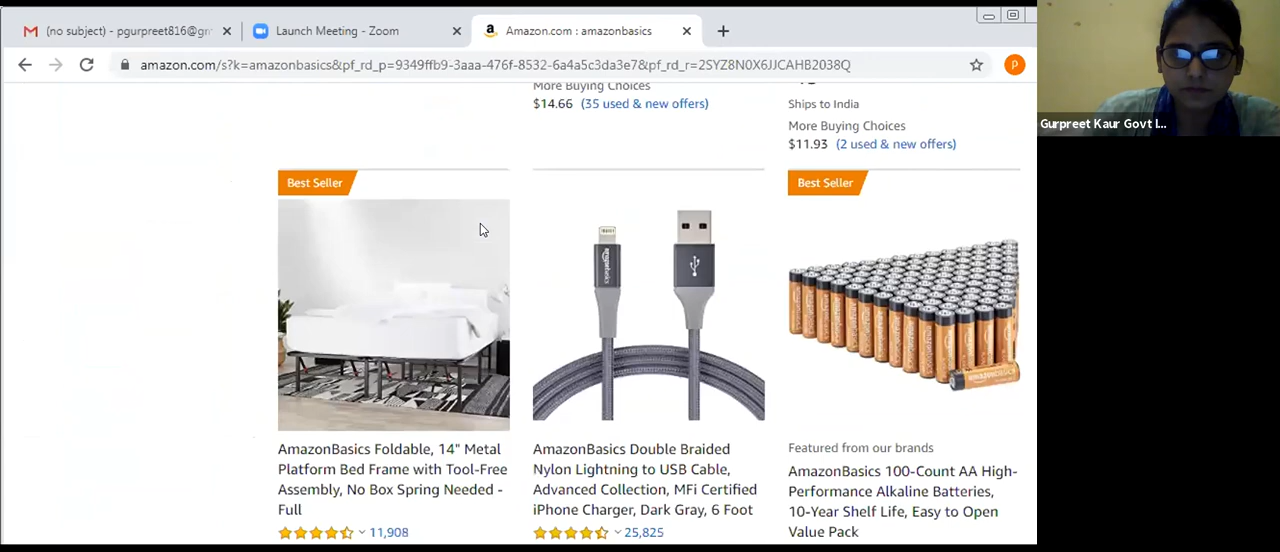 (no subject) - pgurpreet816@gr
Launch Meeting - Zoom
Amazon.com : amazonbasics
amazon.com/s?k=amazonbasics&pf_rd_p=9349ffb9-3aaa-476f-8532-6a4a5c3da3e7&pf_rd_r=2SYZ8N0X6JJCAHB2038Q
P
Gurpreet Kaur Govt I...
More Buying Choices
$14.66 (35 used & new offers)
Ships to India
More Buying Choices
$11.93 (2 used & new offers)
Best Seller
Best Seller
amazonbasics
AmazonBasics Foldable, 14" Metal
Platform Bed Frame with Tool-Free
Assembly, No Box Spring Needed -
Full
11,908
AmazonBasics Double Braided
Nylon Lightning to USB Cable,
Advanced Collection, MFi Certified
iPhone Charger, Dark Gray, 6 Foot
25,825
Featured from our brands
AmazonBasics 100-Count AA High-
Performance Alkaline Batteries,
10-Year Shelf Life, Easy to Open
Value Pack